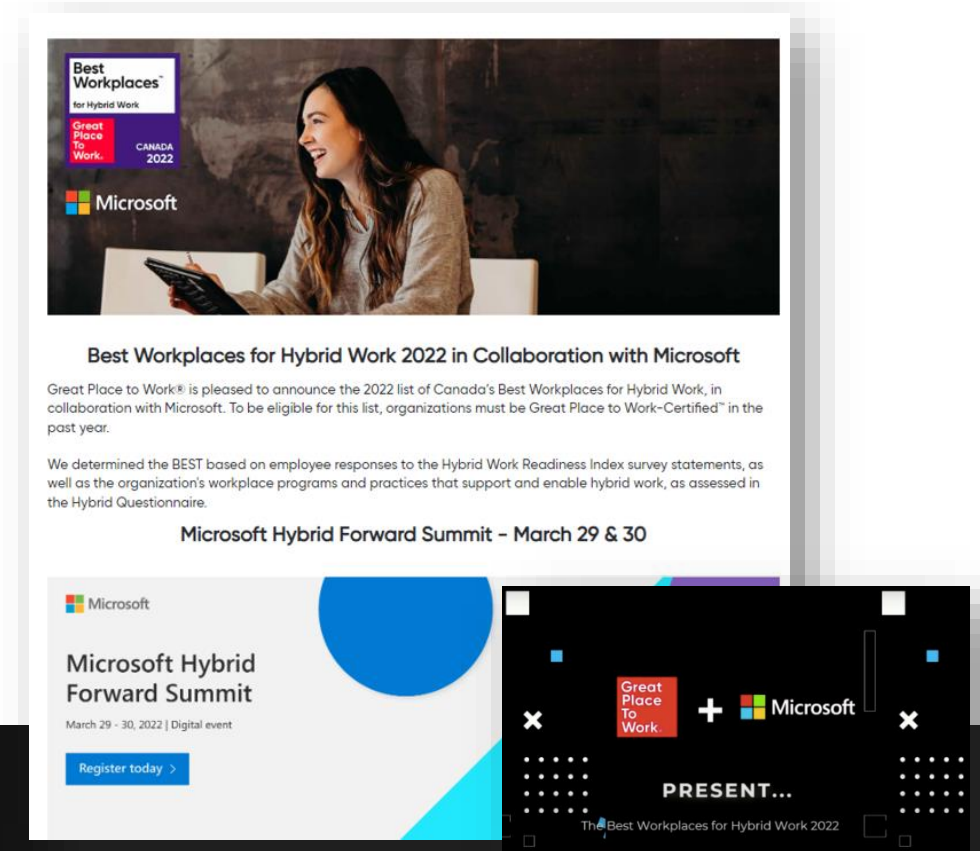 Best
Workplaces™
for Hybrid Work
Great
Place
To
Work.
CANADA
2022
Microsoft
Best Workplaces for Hybrid Work 2022 in Collaboration with Microsoft
Great Place to Work® is pleased to announce the 2022 list of Canada's Best Workplaces for Hybrid Work, in
collaboration with Microsoft. To be eligible for this list, organizations must be Great Place to Work-Certified™ in the
past year.
We determined the BEST based on employee responses to the Hybrid Work Readiness Index survey statements, as
well as the organization's workplace programs and practices that support and enable hybrid work, as assessed in
the Hybrid Questionnaire.
Microsoft Hybrid Forward Summit - March 29 & 30
Microsoft
Microsoft Hybrid
Forward Summit
March 29 - 30, 2022 | Digital event
Register today >
Great
Place
To
Work.
+
Microsoft
PRESENT...
The Best Workplaces for Hybrid Work 2022